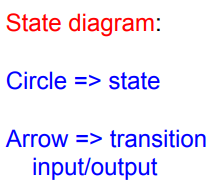 State diagram:
Circle => state
Arrow => transition
input/output